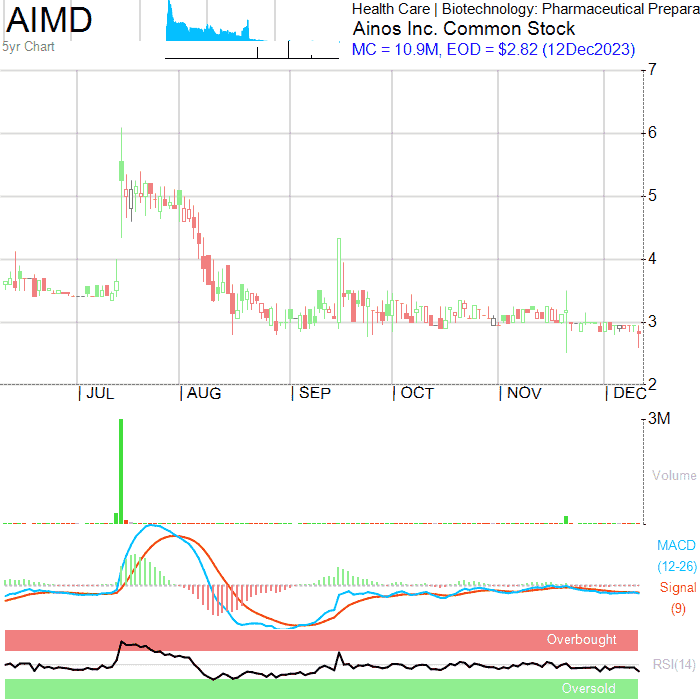 AIMD
5yr Chart
Health Care | Biotechnology: Pharmaceutical Prepara
Ainos Inc. Common Stock
MC = 10.9M, EOD = $2.82 (12Dec2023)
7
6
5
4
3
2
| JUL | AUG | SEP | OCT | NOV | DEC
3M
Volume
MACD
(12-26)
Signal
(9)
Overbought
RSI(14)
Oversold